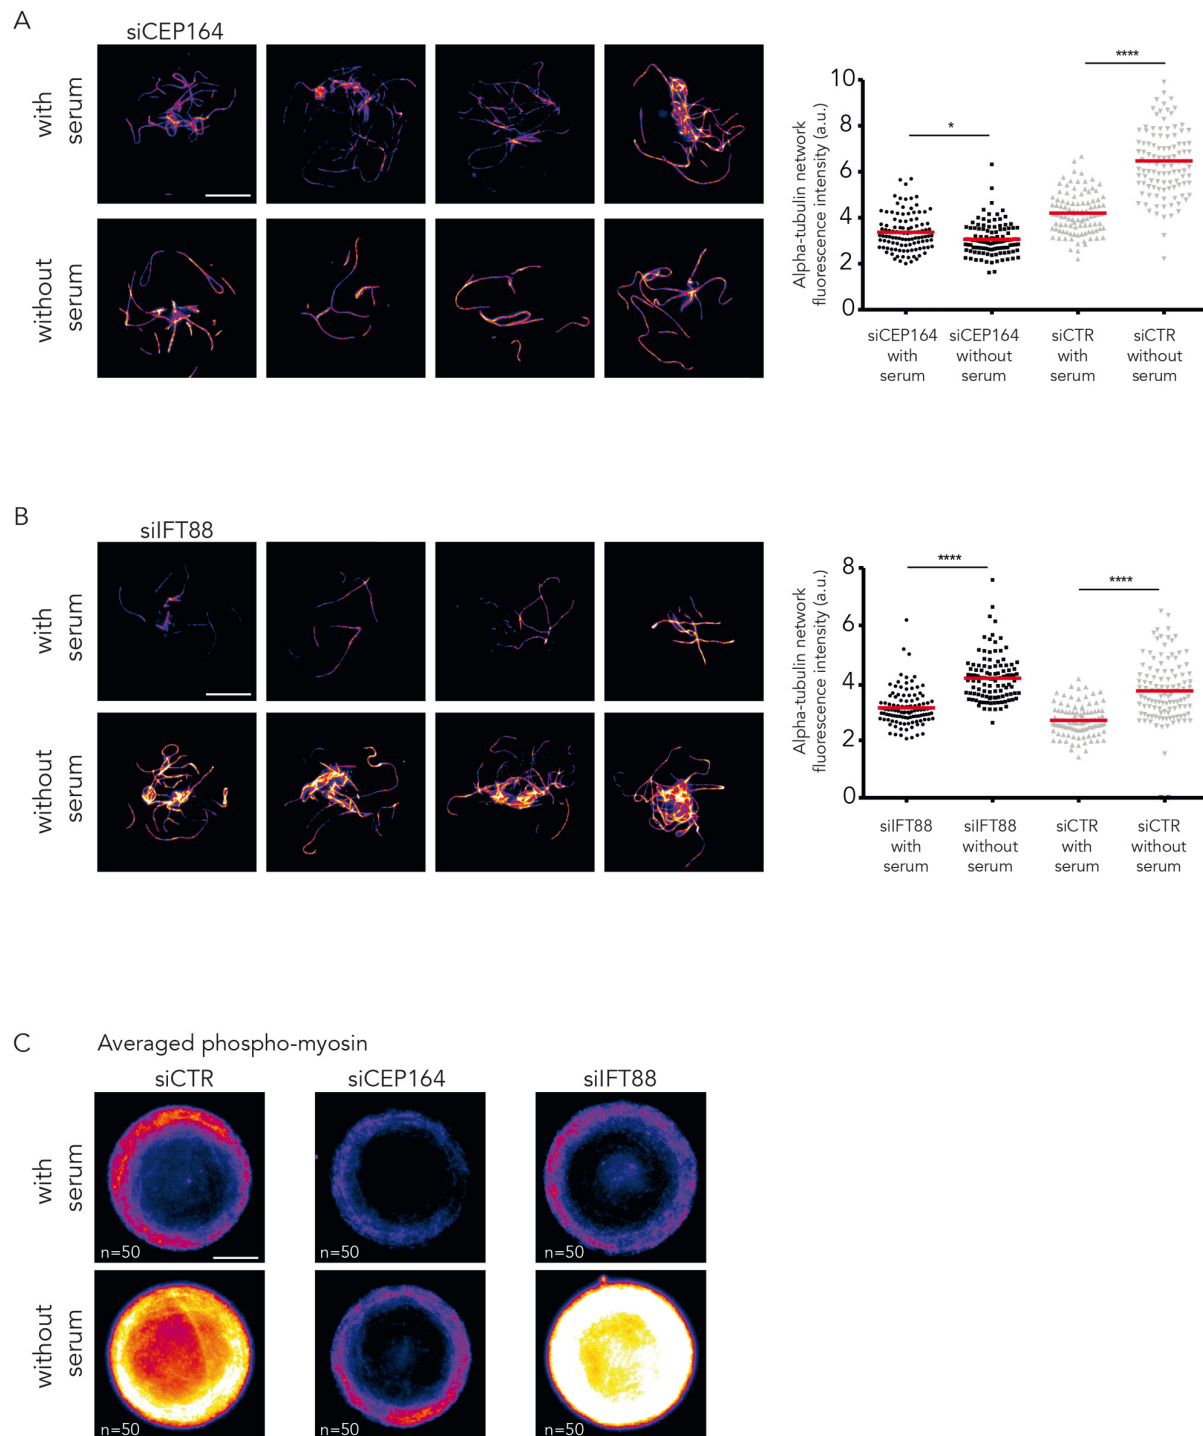 A
siCEP164
with
serum
without
serum
Alpha-tubulin network
fluorescence intensity (a.u.)
10
8
6
4
2
0
*
****
siCEP164
with
serum
siCEP164
without
serum
siCTR
with
serum
siCTR
without
serum
B
siIFT88
with
serum
without
serum
Alpha-tubulin network
fluorescence intensity (a.u.)
8
6
4
2
0
****
****
siIFT88
with
serum
siIFT88
without
serum
siCTR
with
serum
siCTR
without
serum
C
Averaged phospho-myosin
siCTR
siCEP164
siIFT88
with
serum
n=50
n=50
n=50
without
serum
n=50
n=50
n=50